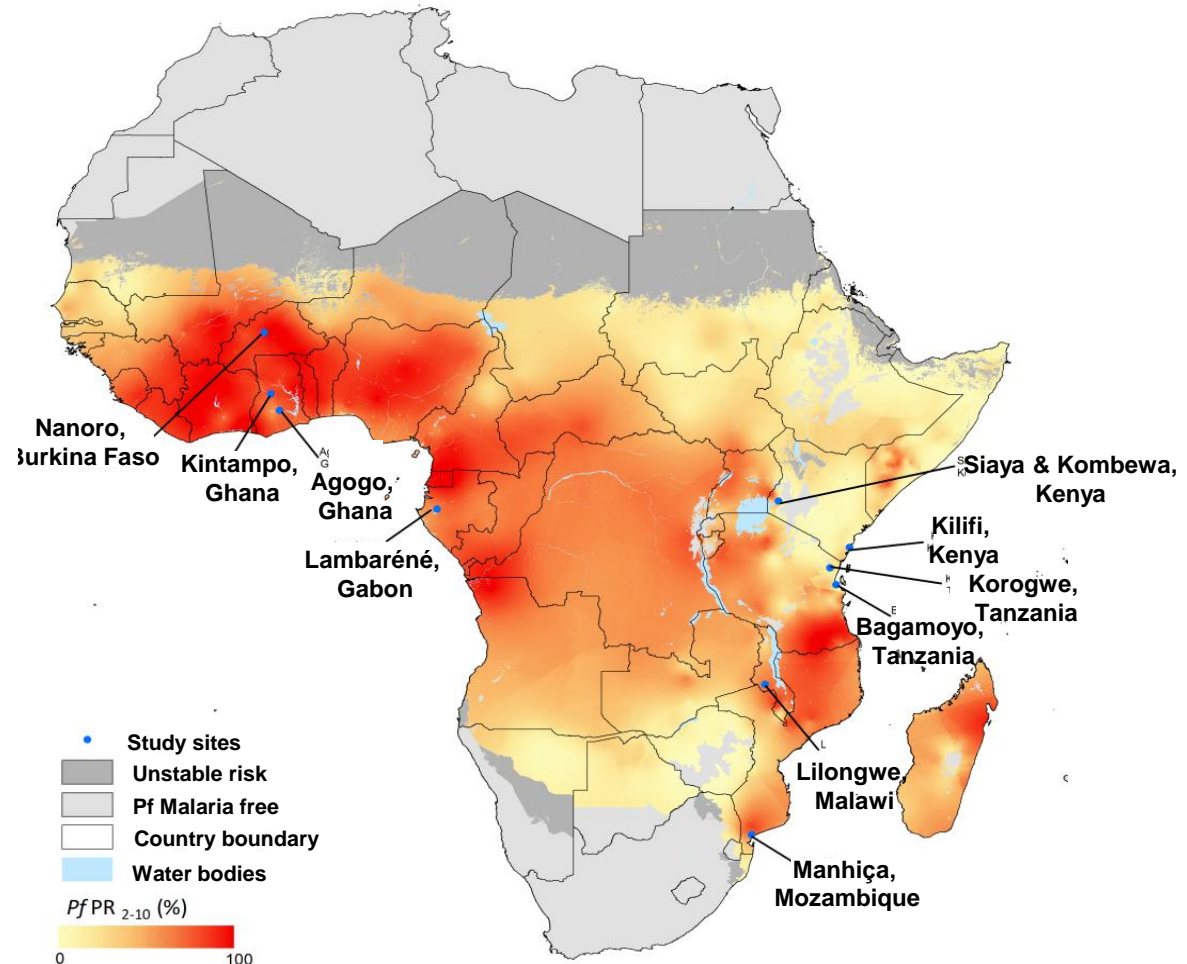 Nanoro,
Burkina Faso
Kintampo,
Ghana
Agogo,
Ghana
Lambaréné,
Gabon
Siaya & Kombewa,
Kenya
Kilifi,
Kenya
Korogwe,
Tanzania
Bagamoyo,
Tanzania
Lilongwe,
Malawi
Manhiça,
Mozambique
Study sites
Unstable risk
Pf Malaria free
Country boundary
Water bodies
Pf PR 2-10 (%)
0 100